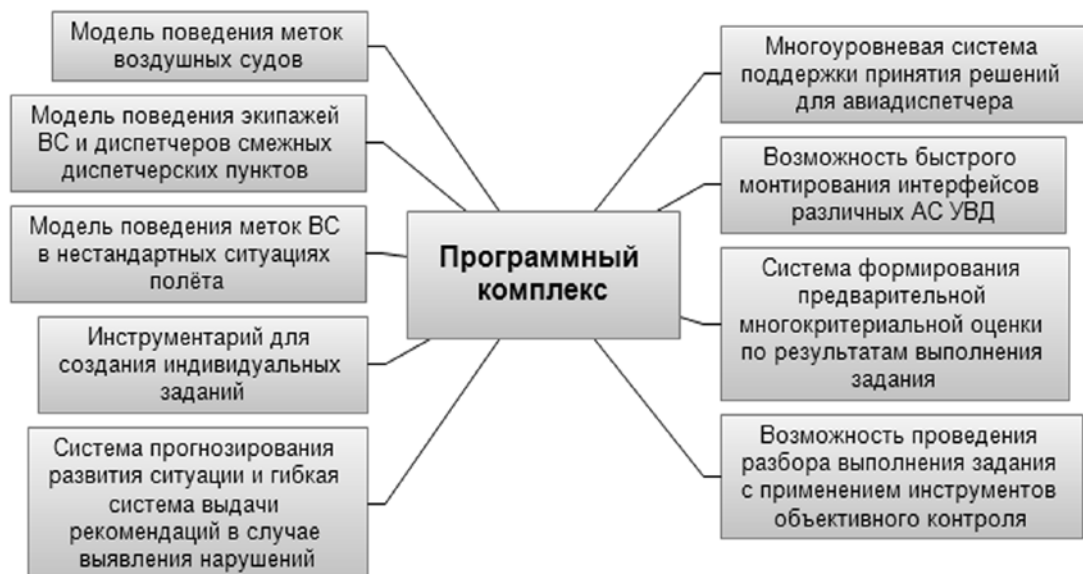 Модель поведения меток
воздушных судов
Модель поведения экипажей
ВС и диспетчеров смежных
диспетчерских пунктов
Модель поведения меток ВС
в нестандартных ситуациях
полёта
Инструментарий для
создания индивидуальных
заданий
Система прогнозирования
развития ситуации и гибкая
система выдачи
рекомендаций в случае
выявления нарушений
Программный
комплекс
Многоуровневая система
поддержки принятия решений
для авиадиспетчера
Возможность быстрого
монтирования интерфейсов
различных АС УВД
Система формирования
предварительной
многокритериальной оценки
по результатам выполнения
задания
Возможность проведения
разбора выполнения задания
с применением инструментов
объективного контроля